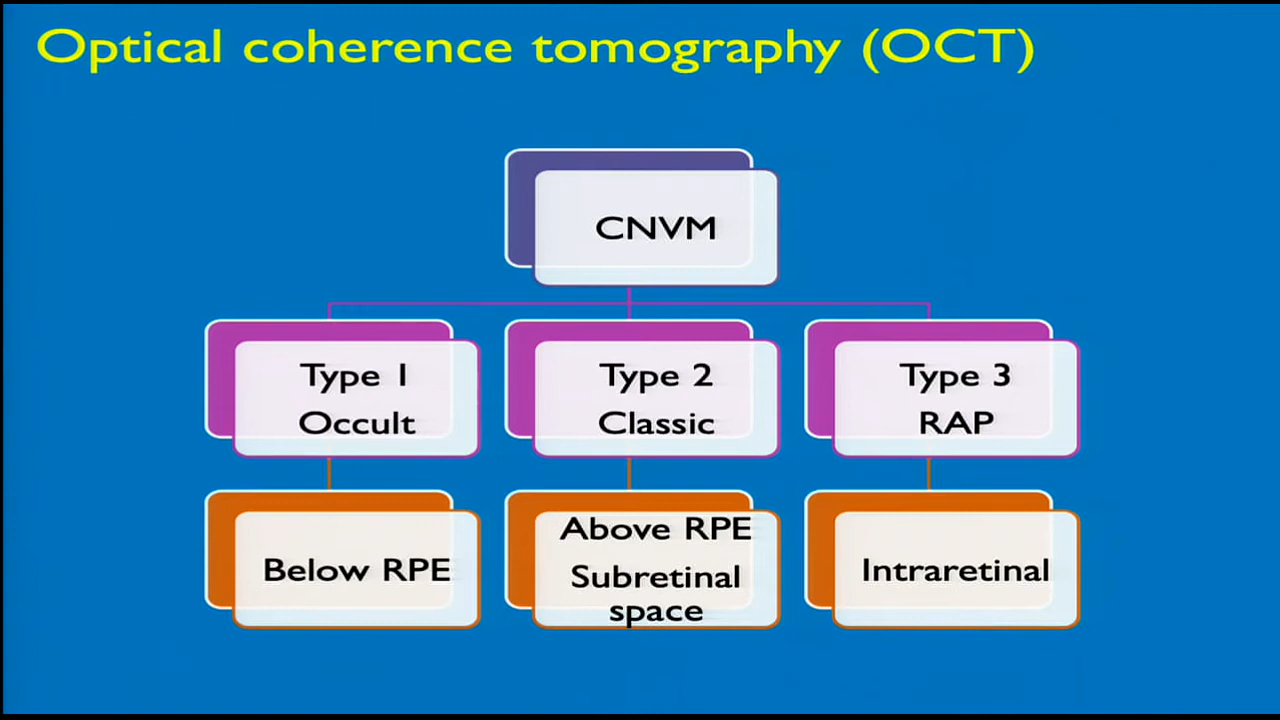 Optical coherence tomography (OCT)
CNVM
Type 1
Occult
Type 2
Classic
Type 3
RAP
Below RPE
Above RPE
Subretinal
space
Intraretinal